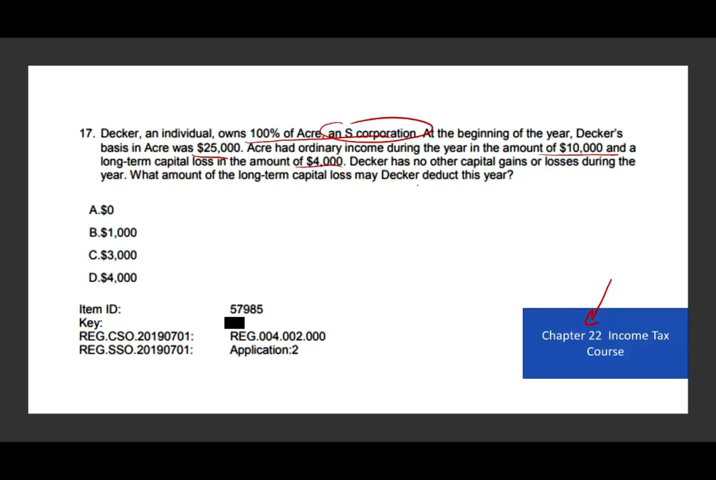 17. Decker, an individual, owns 100% of Acre, an S corporation. At the beginning of the year, Decker's
basis in Acre was $25,000. Acre had ordinary income during the year in the amount of $10,000 and a
long-term capital loss in the amount of $4,000. Decker has no other capital gains or losses during the
year. What amount of the long-term capital loss may Decker deduct this year?
A.$0
B.$1,000
C.$3,000
D.$4,000
Item ID: 57985
Key:
REG.CSO.20190701: REG.004.002.000
REG.SSO.20190701: Application:2
Chapter 22 Income Tax
Course